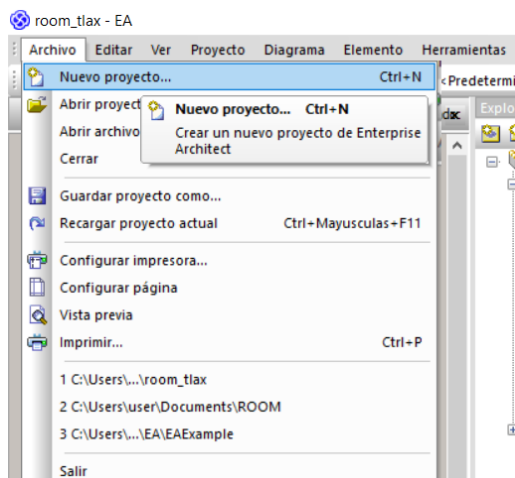 room_tlax - EA
Archivo Editar Ver Proyecto Diagrama Elemento Herramientas
Nuevo proyecto... Ctrl+N
Abrir proyect
Nuevo proyecto... Ctrl+N
Abrir archivo
Crear un nuevo proyecto de Enterprise
Architect
Cerrar
Guardar proyecto como...
Recargar proyecto actual Ctrl+Mayusculas+F11
Configurar impresora...
Configurar página
Vista previa
Imprimir... Ctrl+P
1 C:\Users\...\room_tlax
2 C:\Users\user\Documents\ROOM
3 C:\Users\...\EA\EAExample
Salir
<Predetermi
Explo